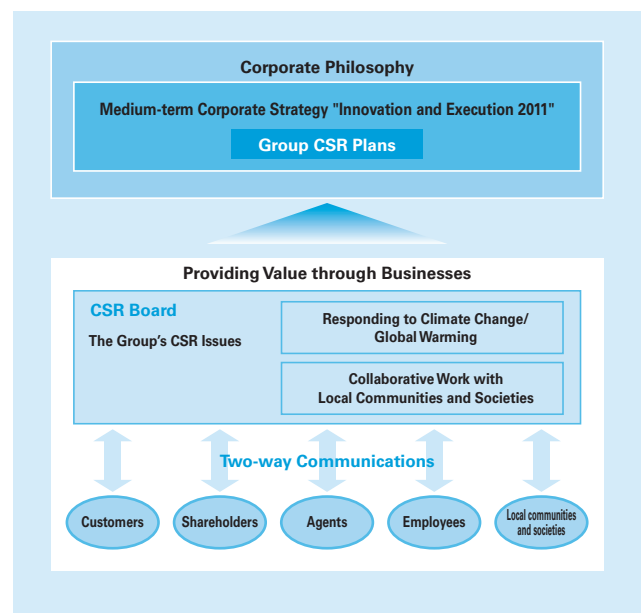 Corporate Philosophy
Medium-term Corporate Strategy "Innovation and Execution 2011"
Group CSR Plans
Providing Value through Businesses
CSR Board
The Group's CSR Issues
Responding to Climate Change/
Global Warming
Collaborative Work with
Local Communities and Societies
Two-way Communications
Customers
Shareholders
Agents
Employees
Local communities
and societies